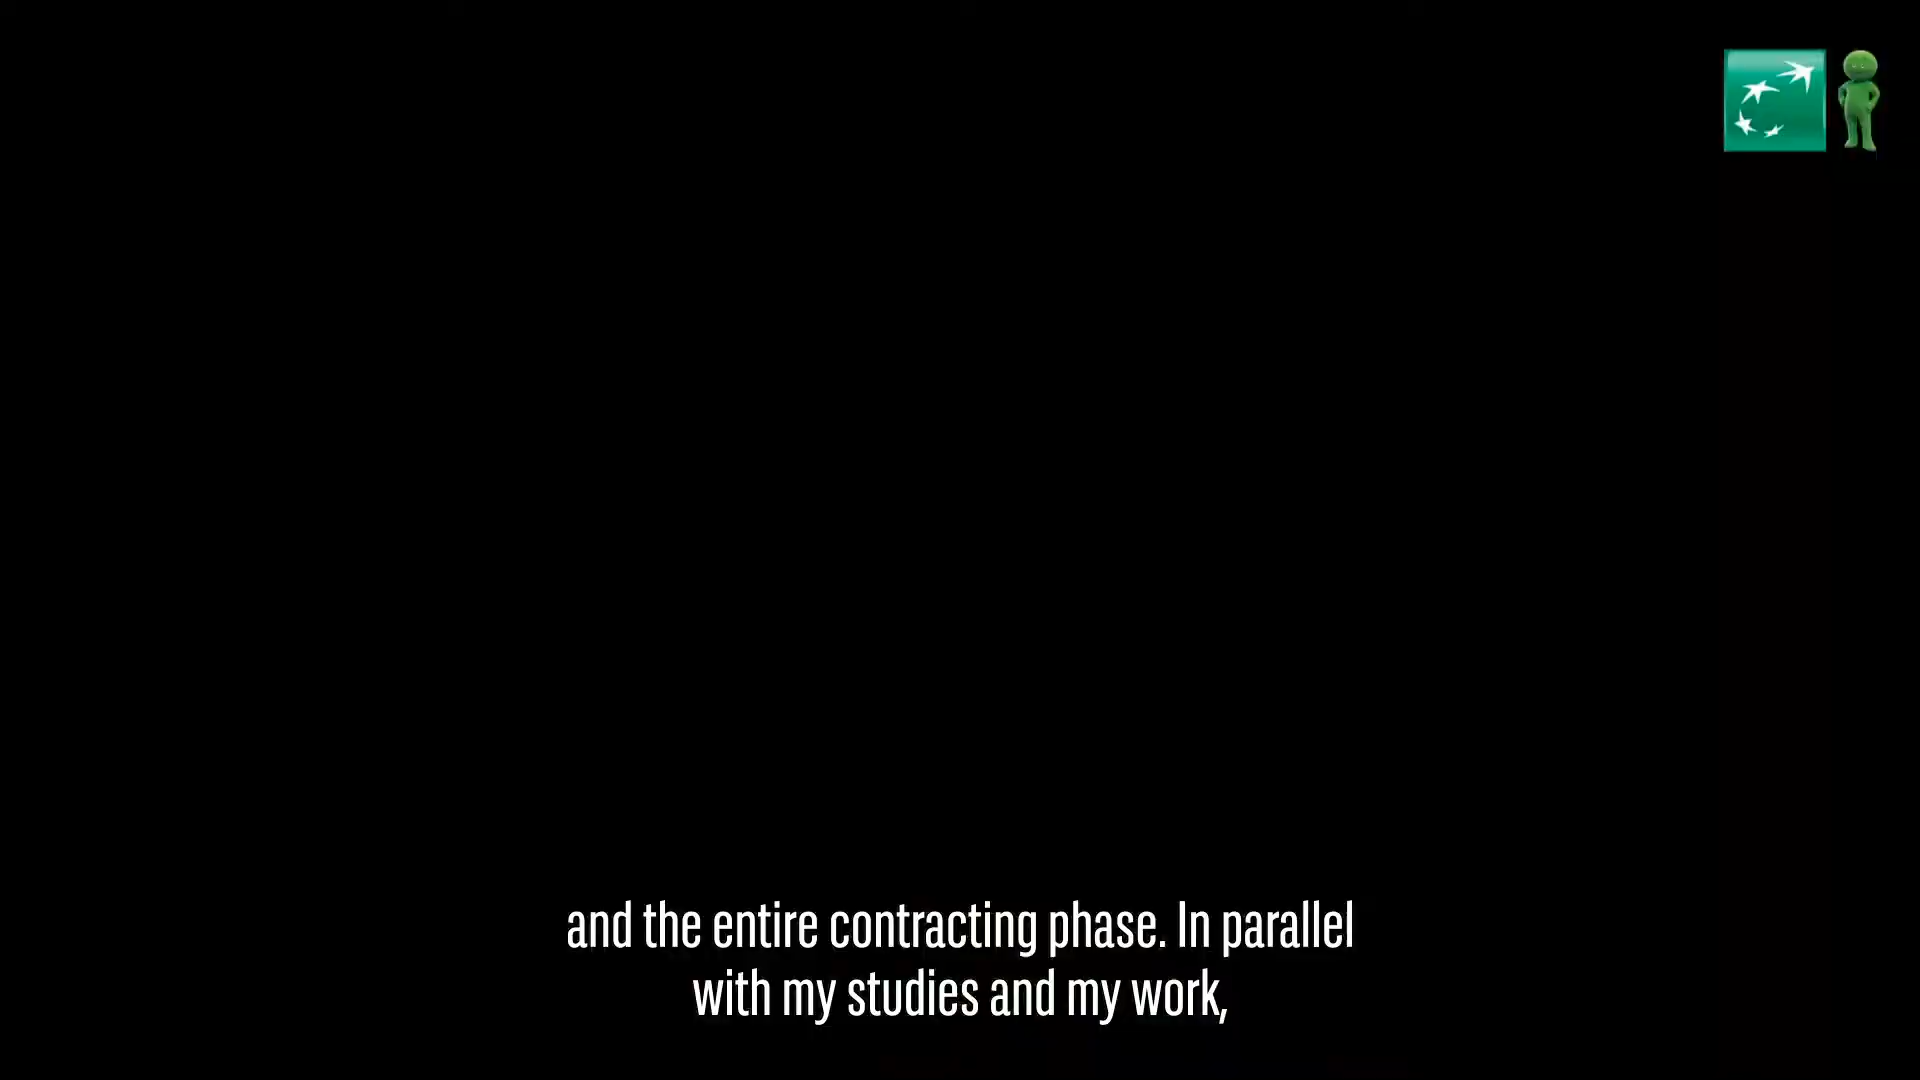 and the entire contracting phase. In parallel
with my studies and my work,